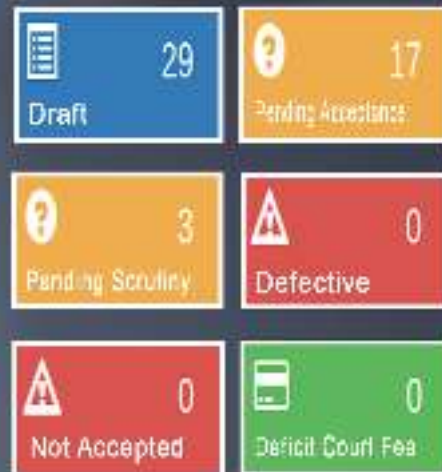 29
Draft
17
Pending Acceptance
3
Pending Scrutiny
0
Defective
0
Not Accepted
0
Deficit Court Fee